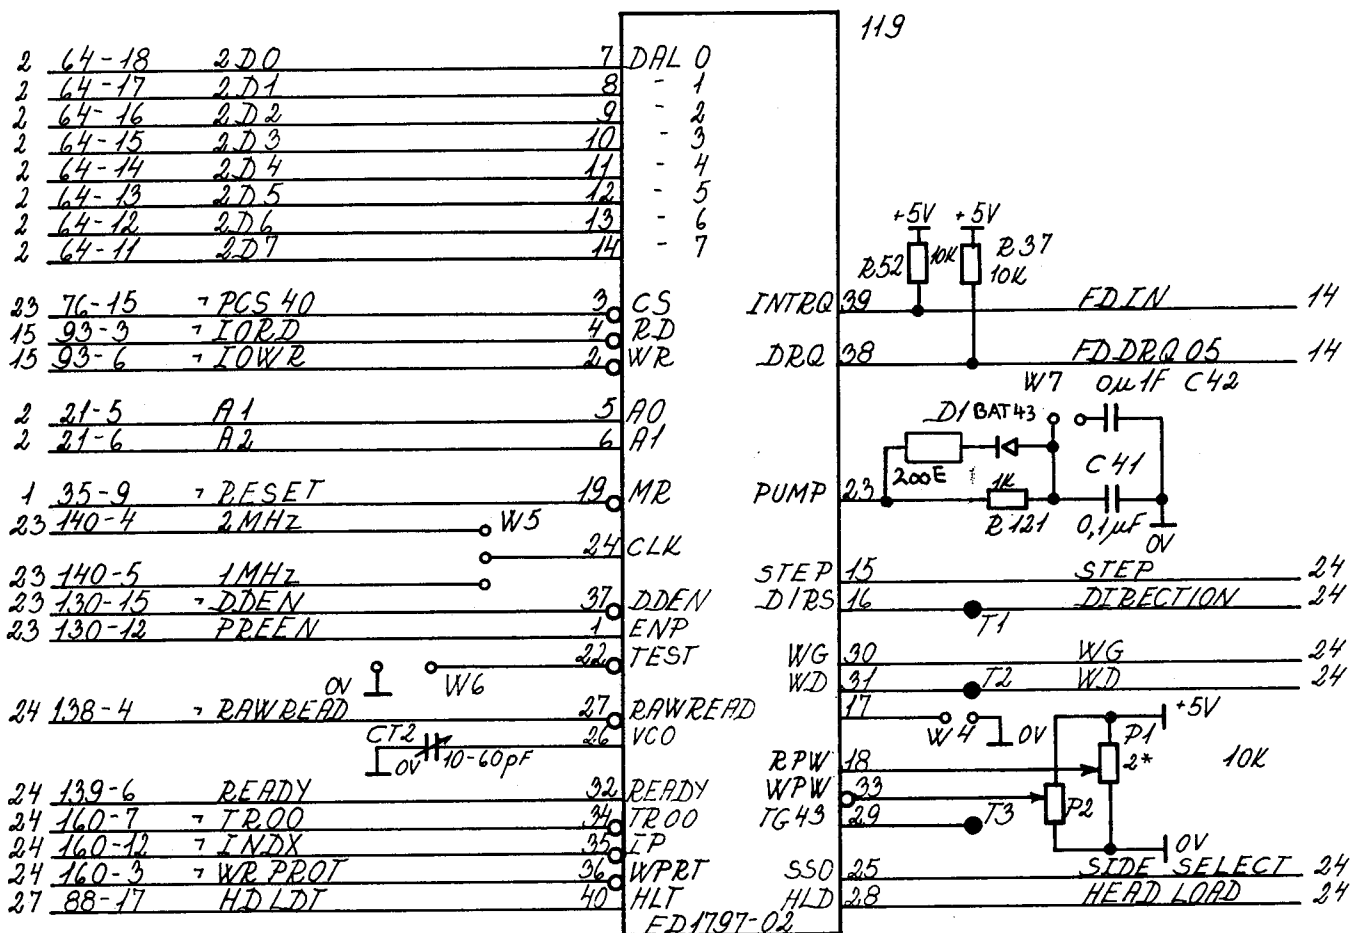 119
2 64-18 2D0 7 DAL 0
2 64-17 2D1 8 - 1
2 64-16 2D2 9 - 2
2 64-15 2D3 10 - 3
2 64-14 2D4 11 - 4
2 64-13 2D5 12 - 5
2 64-12 2D6 13 - 6
2 64-11 2D7 14 - 7
+5V +5V
R52 10K R37
10K
23 76-15 ¬PCS40 3 CS INTRQ 39 FDIN 14
15 93-3 ¬IORD 4 RD
15 93-6 ¬IOWR 2 WR DRQ 38 FDDRQ05 14
W7 0µ1F C42
2 21-5 A1 5 A0
D1 BAT43
2 21-6 A2 6 A1
200E C41
1 35-9 ¬RESET 19 MR PUMP 23 1K
R121 0,1µF 0V
23 140-4 2MHz W5
24 CLK
23 140-5 1MHz STEP 15 STEP 24
23 130-15 ¬DDEN 37 DDEN DIRS 16 T1 DIRECTION 24
23 130-12 PREEN 1 ENP
0V W6 22 TEST WG 30 WG 24
WD 31 T2 WD 24
24 138-4 ¬RAWREAD 27 RAWREAD 17 W4 0V +5V
CT2 0V 10-60pF 26 VCO
RPW 18 P1 2* 10K
24 139-6 READY 32 READY WPW 33 P2
24 160-7 ¬TR00 34 TR00 TG43 29 T3
24 160-12 ¬INDX 35 IP 0V
24 160-3 ¬WRPROT 36 WPRT SSO 25 SIDE SELECT 24
27 88-17 HDLDT 40 HLT HLD 28 HEAD LOAD 24
FD1797-02